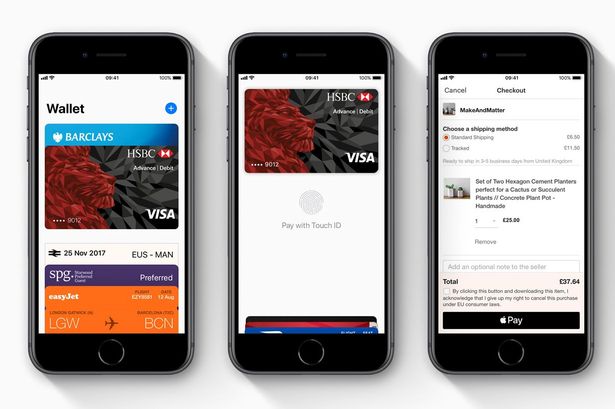 09:41
100%
Wallet
BARCLAYS
HSBC
Advance | Debit
•••• 9012
VISA
25 Nov 2017
EUS - MAN
spg
Starwood
Preferred
Guest
Preferred
easyJet
FLIGHT
EZY8581
DATE
12 Aug
LONDON GATWICK (N)
BARCELONA (TXE)
LGW
BCN
09:41
100%
HSBC
Advance | Debit
•••• 9012
VISA
Pay with Touch ID
FLIGHT
SEAT
09:41
100%
Cancel
Checkout
MakeAndMatter
Choose a shipping method
Standard Shipping
£6.50
Tracked
£11.50
Ready to ship in 3-5 business days from United Kingdom
Set of Two Hexagon Cement Planters
perfect for a Cactus or Succulent
Plants // Concrete Plant Pot -
Handmade
1
£25.00
Remove
Add an optional note to the seller
Total
£37.64
By clicking this button and downloading this item, I
acknowledge that I give up my right to cancel this purchase
under EU consumer laws.
Pay